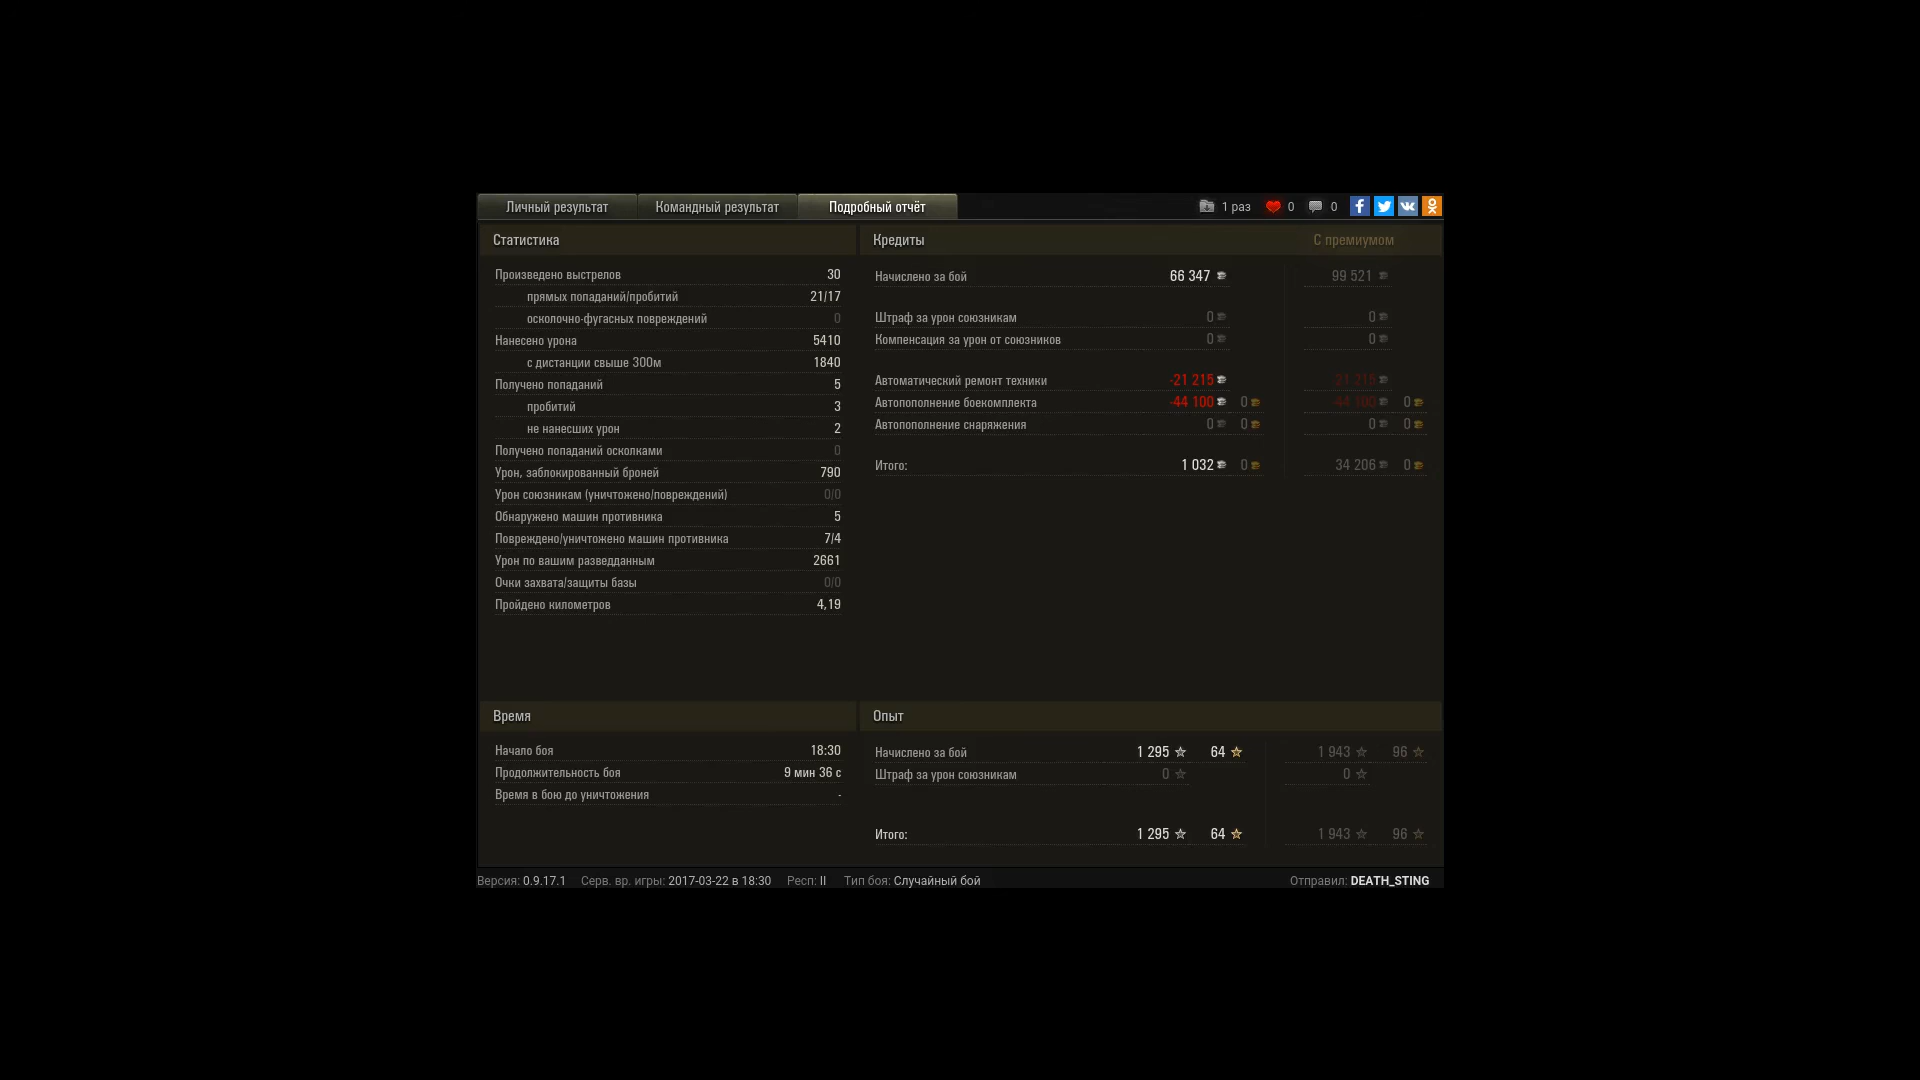 Личный результат Командный результат Подробный отчёт 1 раз 0 0
Статистика
Произведено выстрелов 30
прямых попаданий/пробитий 21/17
осколочно-фугасных повреждений 0
Нанесено урона 5410
с дистанции свыше 300м 1840
Получено попаданий 5
пробитий 3
не нанесших урон 2
Получено попаданий осколками 0
Урон, заблокированный броней 790
Урон союзникам (уничтожено/повреждений) 0/0
Обнаружено машин противника 5
Повреждено/уничтожено машин противника 7/4
Урон по вашим разведданным 2661
Очки захвата/защиты базы 0/0
Пройдено километров 4,19
Кредиты С премиумом
Начислено за бой 66 347 99 521
Штраф за урон союзникам 0 0
Компенсация за урон от союзников 0 0
Автоматический ремонт техники -21 215 -21 215
Автопополнение боекомплекта -44 100 0 -44 100 0
Автопополнение снаряжения 0 0 0 0
Итого: 1 032 0 34 206 0
Время
Начало боя 18:30
Продолжительность боя 9 мин 36 с
Время в бою до уничтожения -
Опыт
Начислено за бой 1 295 64 1 943 96
Штраф за урон союзникам 0 0
Итого: 1 295 64 1 943 96
Версия: 0.9.17.1 Серв. вр. игры: 2017-03-22 в 18:30 Респ: II Тип боя: Случайный бой Отправил: DEATH_STING